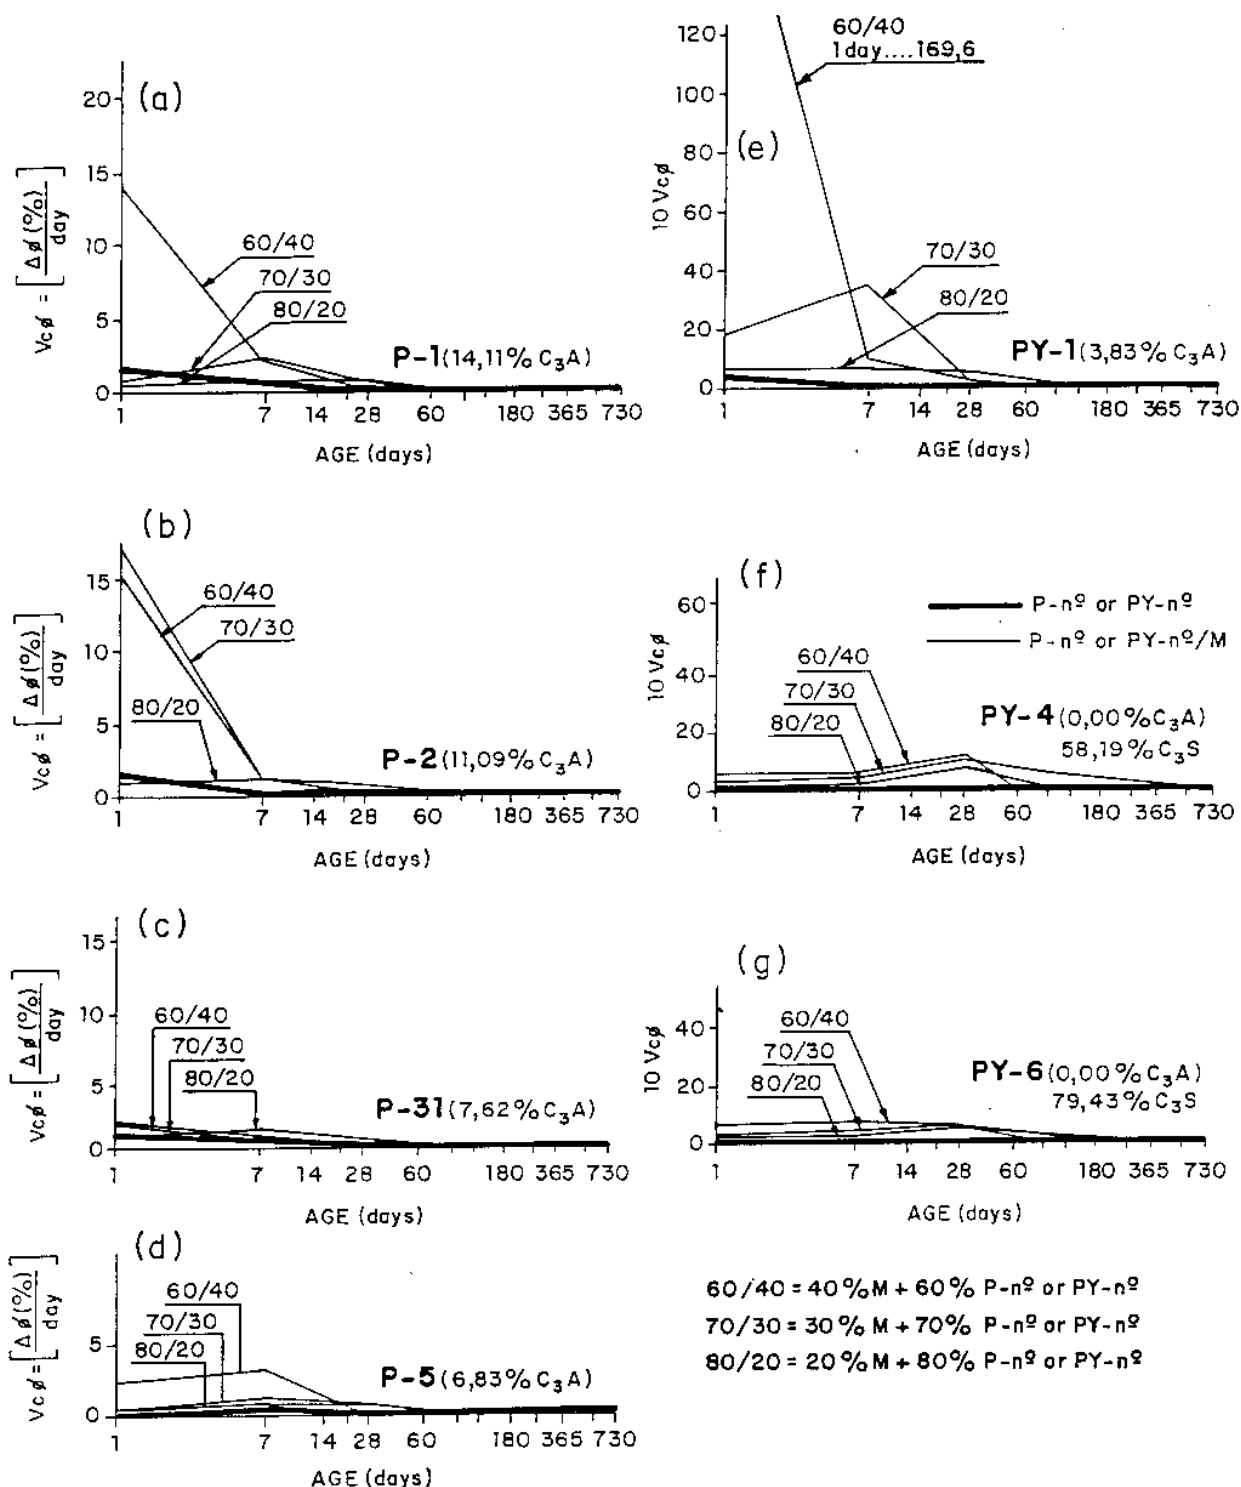 (a)
20
15
10
5
0
Vcø = [Δø(%)/day]
60/40
70/30
80/20
P-1(14,11% C₃A)
1 7 14 28 60 180 365 730
AGE (days)
(b)
15
10
5
0
Vcø = [Δø(%)/day]
60/40
70/30
80/20
P-2(11,09% C₃A)
1 7 14 28 60 180 365 730
AGE (days)
(c)
15
10
5
0
Vcø = [Δø(%)/day]
60/40
70/30
80/20
P-31(7,62% C₃A)
1 7 14 28 60 180 365 730
AGE (days)
(d)
5
0
Vcø = [Δø(%)/day]
60/40
70/30
80/20
P-5(6,83% C₃A)
1 7 14 28 60 180 365 730
AGE (days)
(e)
120
100
80
60
40
20
0
10 Vcø
60/40
1 day....169,6
70/30
80/20
PY-1(3,83% C₃A)
1 7 14 28 60 180 365 730
AGE (days)
(f)
60
40
20
0
10 Vcø
P-nº or PY-nº
P-nº or PY-nº/M
60/40
70/30
80/20
PY-4(0,00% C₃A)
58,19% C₃S
1 7 14 28 60 180 365 730
AGE (days)
(g)
40
20
0
10 Vcø
60/40
70/30
80/20
PY-6(0,00% C₃A)
79,43% C₃S
1 7 14 28 60 180 365 730
AGE (days)
60/40 = 40%M + 60% P-nº or PY-nº
70/30 = 30% M + 70% P-nº or PY-nº
80/20 = 20%M + 80% P-nº or PY-nº